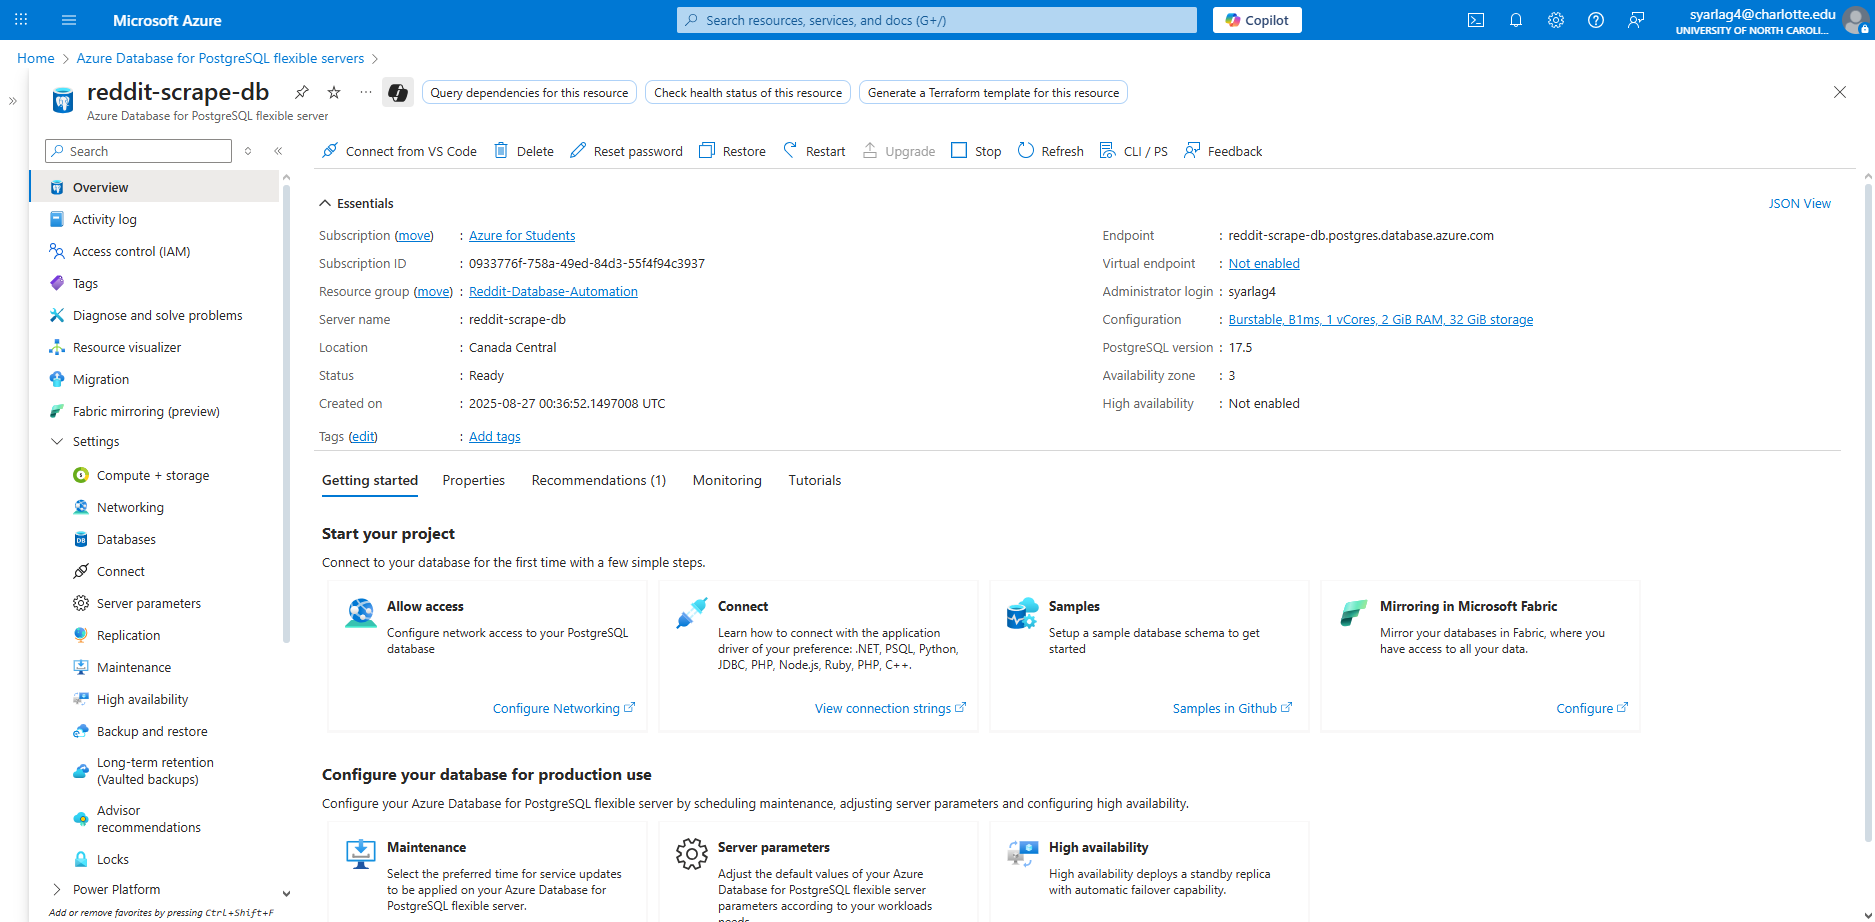 Microsoft Azure
Search resources, services, and docs (G+/)
Copilot
syarlag4@charlotte.edu
UNIVERSITY OF NORTH CAROLI...
Home > Azure Database for PostgreSQL flexible servers >
reddit-scrape-db
Query dependencies for this resource
Check health status of this resource
Generate a Terraform template for this resource
Azure Database for PostgreSQL flexible server
Search
Connect from VS Code
Delete
Reset password
Restore
Restart
Upgrade
Stop
Refresh
CLI / PS
Feedback
Overview
Activity log
Access control (IAM)
Tags
Diagnose and solve problems
Resource visualizer
Migration
Fabric mirroring (preview)
Settings
Compute + storage
Networking
Databases
Connect
Server parameters
Replication
Maintenance
High availability
Backup and restore
Long-term retention
(Vaulted backups)
Advisor
recommendations
Locks
Power Platform
Add or remove favorites by pressing Ctrl+Shift+F
Essentials
JSON View
Subscription (move) : Azure for Students
Subscription ID : 0933776f-758a-49ed-84d3-55f4f94c3937
Resource group (move) : Reddit-Database-Automation
Server name : reddit-scrape-db
Location : Canada Central
Status : Ready
Created on : 2025-08-27 00:36:52.1497008 UTC
Tags (edit) : Add tags
Endpoint : reddit-scrape-db.postgres.database.azure.com
Virtual endpoint : Not enabled
Administrator login : syarlag4
Configuration : Burstable, B1ms, 1 vCores, 2 GiB RAM, 32 GiB storage
PostgreSQL version : 17.5
Availability zone : 3
High availability : Not enabled
Getting started
Properties
Recommendations (1)
Monitoring
Tutorials
Start your project
Connect to your database for the first time with a few simple steps.
Allow access
Configure network access to your PostgreSQL
database
Configure Networking
Connect
Learn how to connect with the application
driver of your preference: .NET, PSQL, Python,
JDBC, PHP, Node.js, Ruby, PHP, C++.
View connection strings
Samples
Setup a sample database schema to get
started
Samples in Github
Mirroring in Microsoft Fabric
Mirror your databases in Fabric, where you
have access to all your data.
Configure
Configure your database for production use
Configure your Azure Database for PostgreSQL flexible server by scheduling maintenance, adjusting server parameters and configuring high availability.
Maintenance
Select the preferred time for service updates
to be applied on your Azure Database for
PostgreSQL flexible server.
Server parameters
Adjust the default values of your Azure
Database for PostgreSQL flexible server
parameters according to your workloads
needs.
High availability
High availability deploys a standby replica
with automatic failover capability.